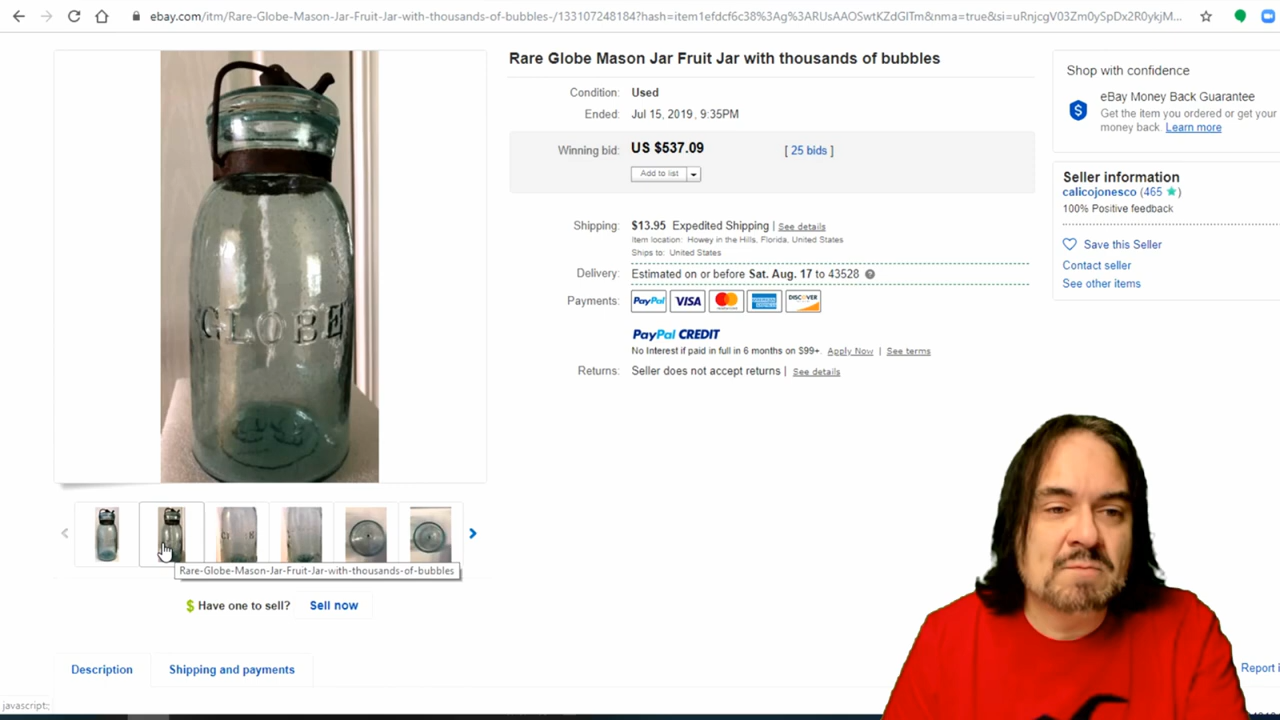 ebay.com/itm/Rare-Globe-Mason-Jar-Fruit-Jar-with-thousands-of-bubbles-/133107248184?hash=item1efdcf6c38%3Ag%3ARUsAAOSwtKZdGlTm&nma=true&si=uRnjcgV03Zm0ySpDx2R0ykjM...
GLOBE
Rare Globe Mason Jar Fruit Jar with thousands of bubbles
Condition: Used
Ended: Jul 15, 2019, 9:35PM
Winning bid: US $537.09 [ 25 bids ]
Add to list
Shipping: $13.95 Expedited Shipping | See details
Item location: Howey in the Hills, Florida, United States
Ships to: United States
Delivery: Estimated on or before Sat. Aug. 17 to 43528
Payments: PayPal VISA MasterCard DISCOVER
PayPal CREDIT
No Interest if paid in full in 6 months on $99+. Apply Now | See terms
Returns: Seller does not accept returns | See details
Shop with confidence
eBay Money Back Guarantee
Get the item you ordered or get your
money back. Learn more
Seller information
calicojonesco (465 ★)
100% Positive feedback
Save this Seller
Contact seller
See other items
Rare-Globe-Mason-Jar-Fruit-Jar-with-thousands-of-bubbles
$ Have one to sell? Sell now
Description
Shipping and payments
Report i
javascript:;